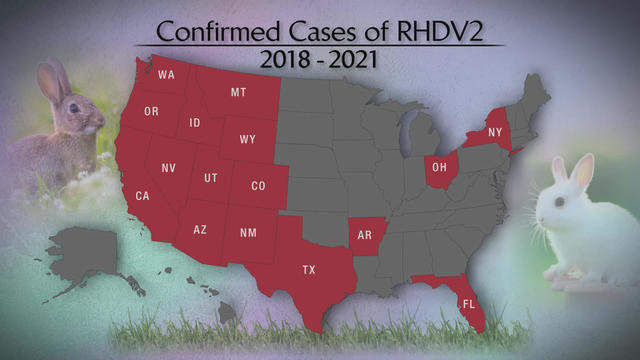 Confirmed Cases of RHDV2
2018 - 2021
WA
MT
OR
ID
WY
NY
NV
UT
CO
OH
CA
AZ
NM
AR
TX
FL